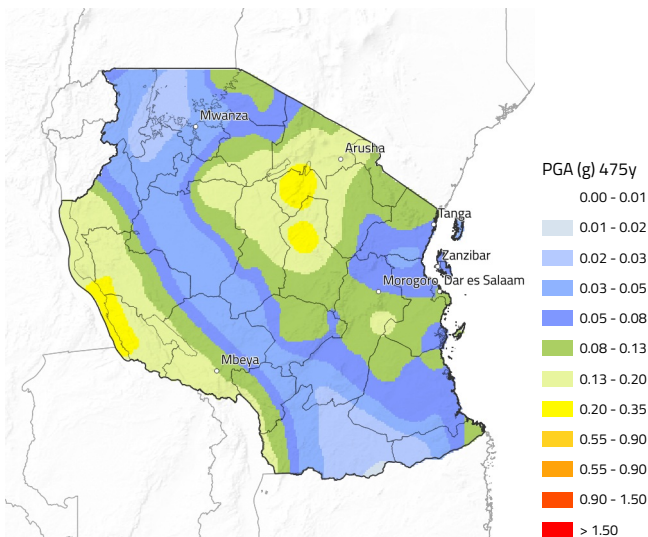 Mwanza
Arusha
PGA (g) 475y
0.00 - 0.01
Tanga
0.01 - 0.02
Zanzibar
0.02 - 0.03
Morogoro Dar es Salaam
0.03 - 0.05
0.05 - 0.08
0.08 - 0.13
Mbeya
0.13 - 0.20
0.20 - 0.35
0.55 - 0.90
0.55 - 0.90
0.90 - 1.50
> 1.50